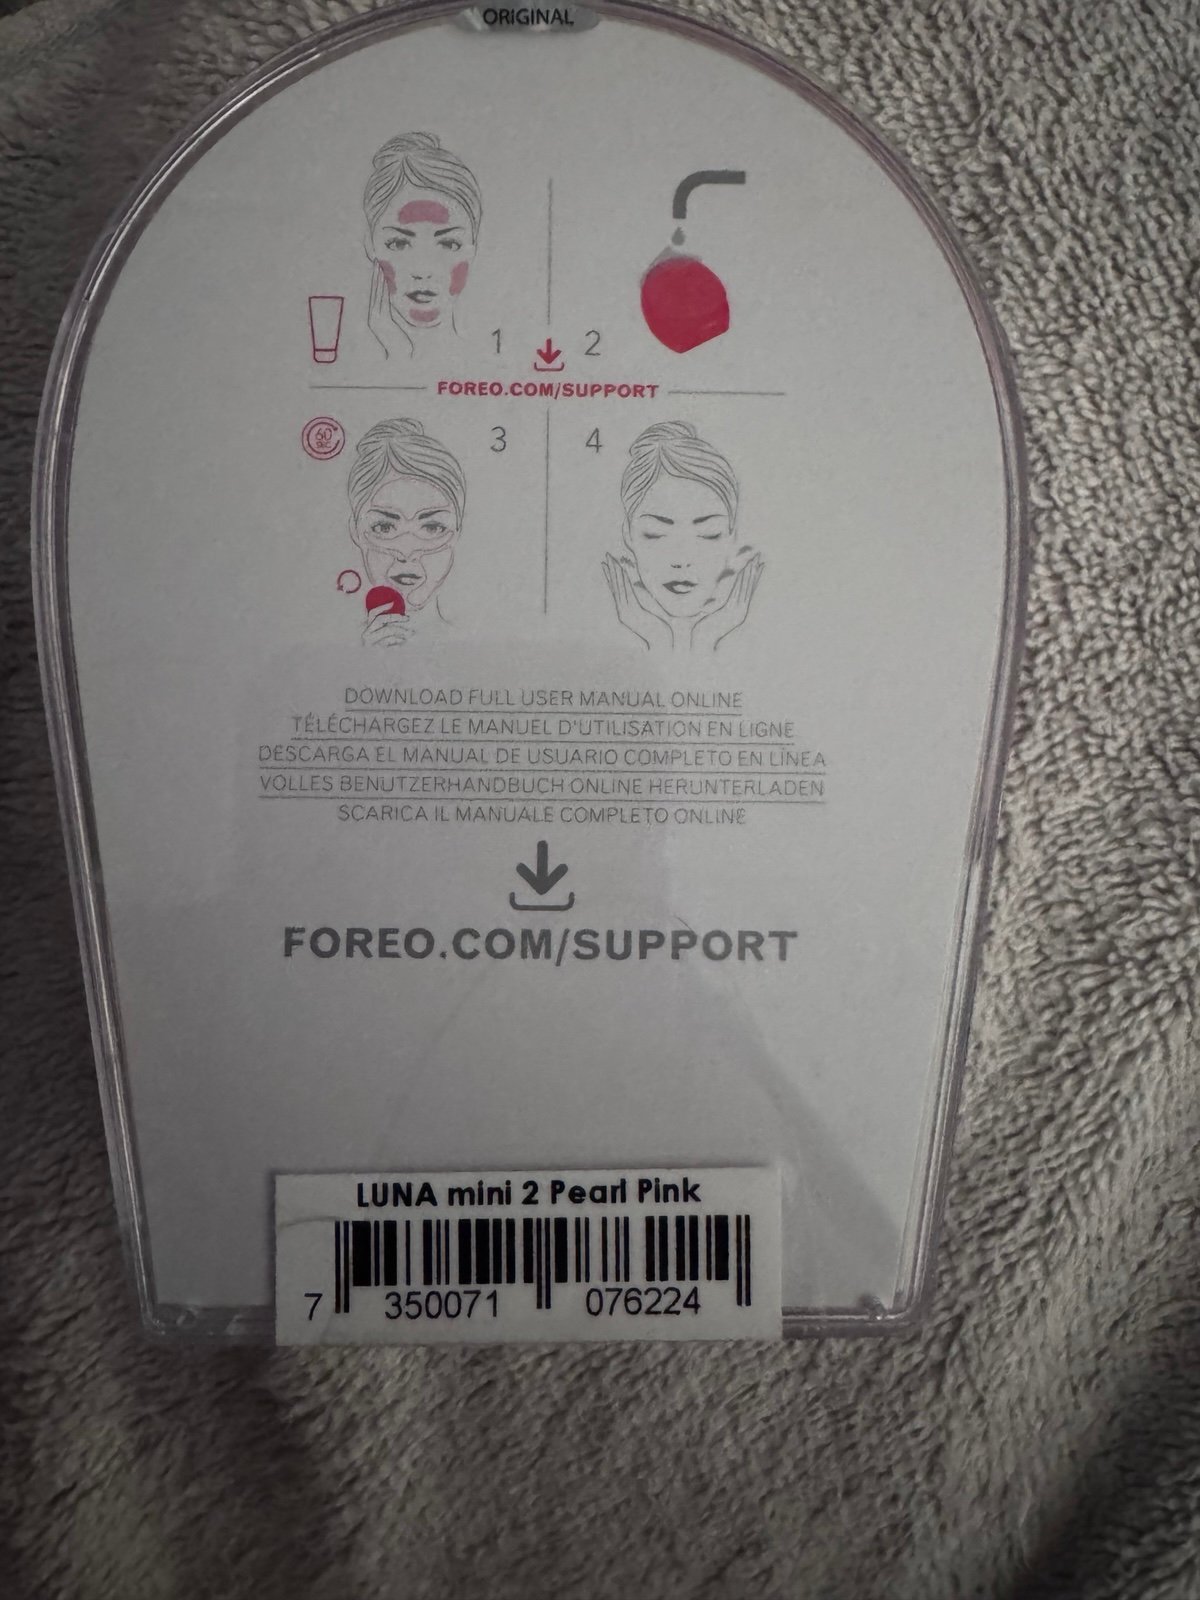 ORIGINAL
1
2
FOREO.COM/SUPPORT
60
SEC
3
4
DOWNLOAD FULL USER MANUAL ONLINE
TÉLÉCHARGEZ LE MANUEL D'UTILISATION EN LIGNE
DESCARGA EL MANUAL DE USUARIO COMPLETO EN LÍNEA
VOLLES BENUTZERHANDBUCH ONLINE HERUNTERLADEN
SCARICA IL MANUALE COMPLETO ONLINE
FOREO.COM/SUPPORT
LUNA mini 2 Pearl Pink
7 350071 076224